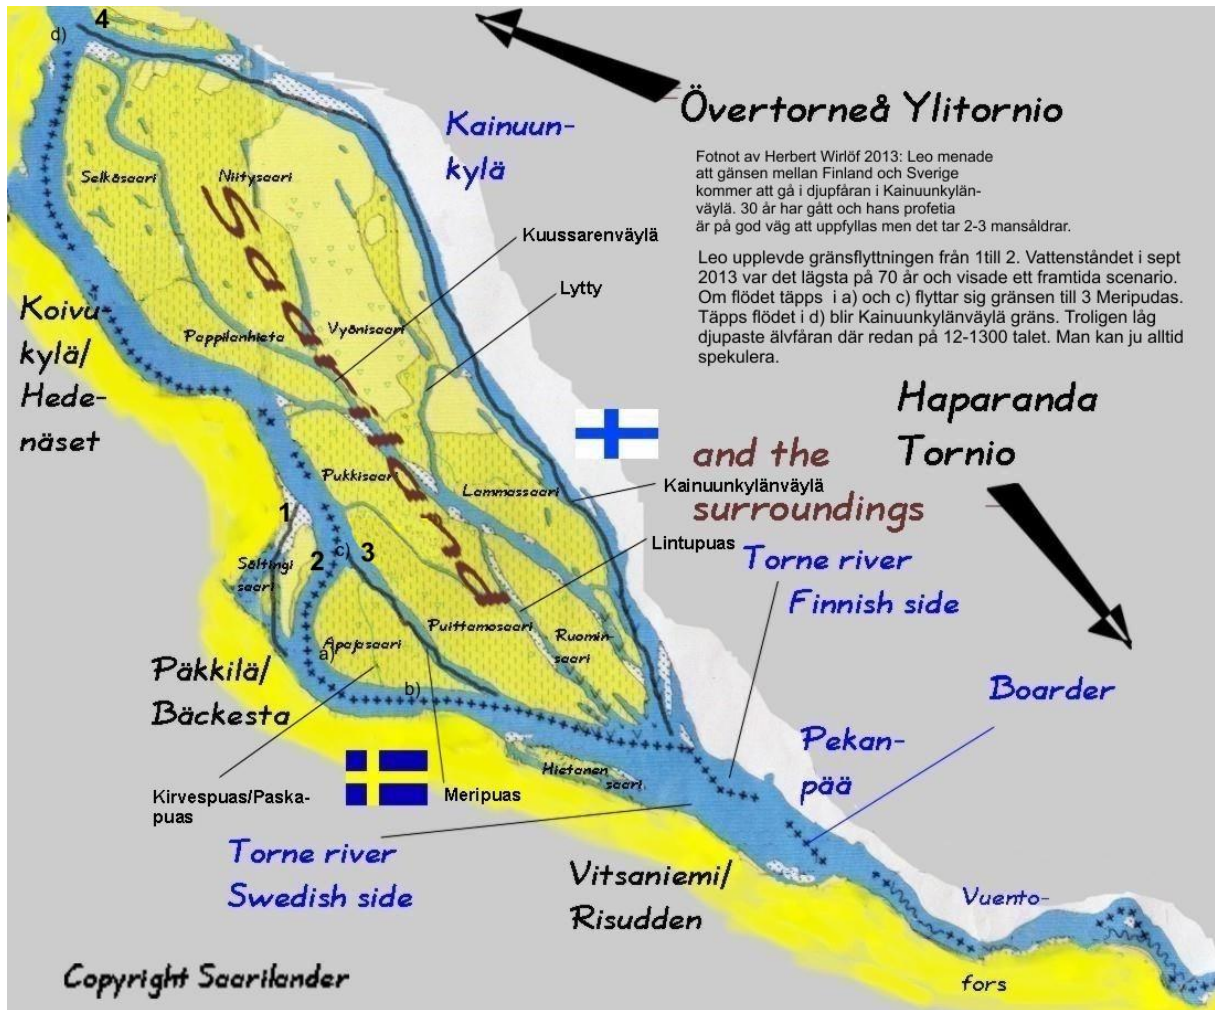 4
d)
Övertorneå Ylitornio
Kainuun-
kylä
Fotnot av Herbert Wirlöf 2013: Leo menade
att gänsen mellan Finland och Sverige
kommer att gå i djupfåran i Kainuunkylän-
väylä. 30 år har gått och hans profetia
är på god väg att uppfyllas men det tar 2-3 mansåldrar.
Selkäsaari
Niitysaari
Saariland
Kuussarenväylä
Leo upplevde gränsflyttningen från 1till 2. Vattenståndet i sept
2013 var det lägsta på 70 år och visade ett framtida scenario.
Om flödet täpps i a) och c) flyttar sig gränsen till 3 Meripudas.
Täpps flödet i d) blir Kainuunkylänväylä gräns. Troligen låg
djupaste älvfåran där redan på 12-1300 talet. Man kan ju alltid
spekulera.
Lytty
Koivu-
kylä/
Hede-
näset
Pappilanhieta
Vyönisaari
Haparanda
Tornio
and the
surroundings
Pukkisaari
Lammassaari
Kainuunkylänväylä
1
2
c)
3
Lintupuas
Torne river
Finnish side
Söltingi
saari
Puittamosaari
Ruomin-
saari
Apajasaari
a)
b)
Päkkilä/
Bäckesta
Boarder
Pekan-
pää
Hietanen
saari
Kirvespuas/Paska-
puas
Meripuas
Torne river
Swedish side
Vitsaniemi/
Risudden
Vuento-
fors
Copyright Saarilander